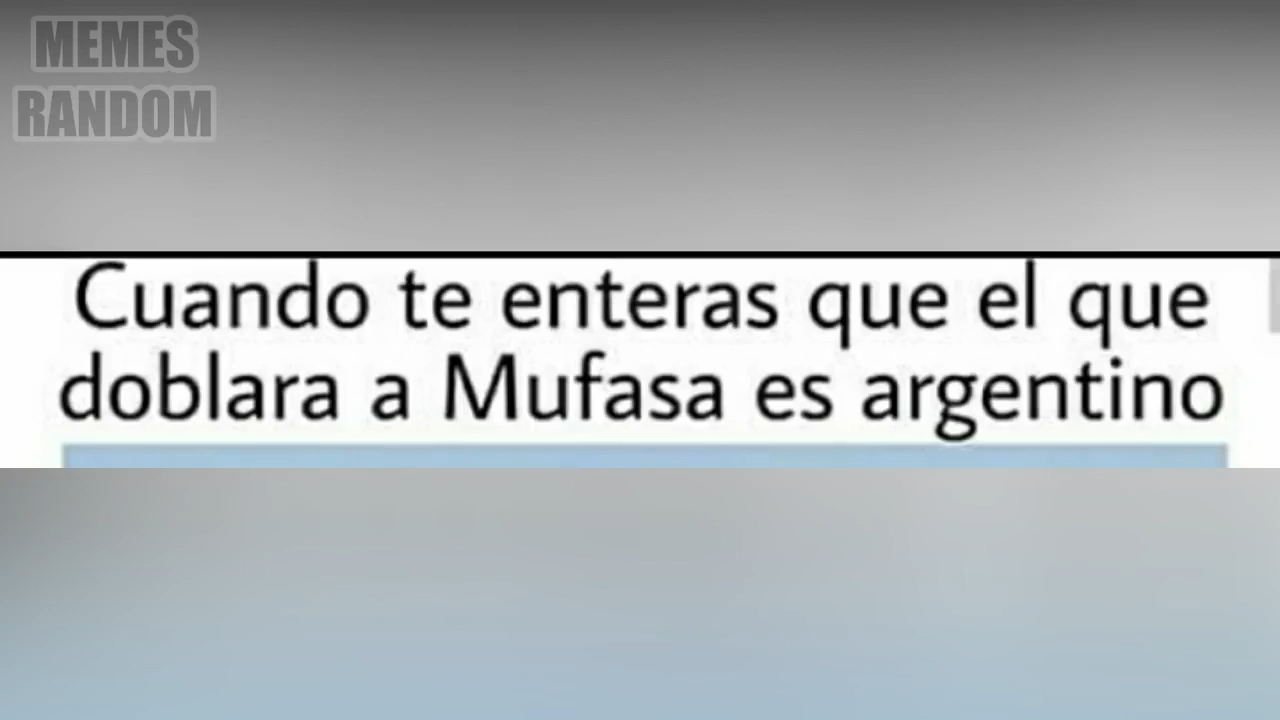 MEMES
RANDOM
Cuando te enteras que el que
doblara a Mufasa es argentino